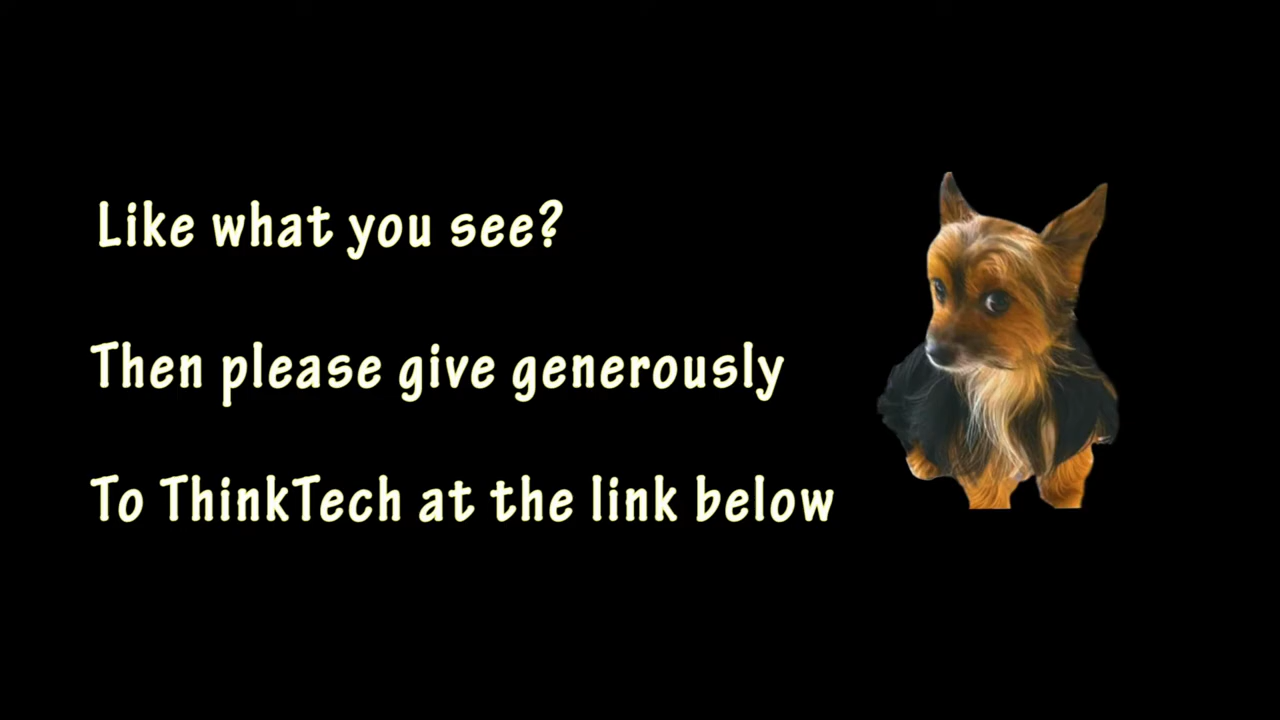 Like what you see?
Then please give generously
To ThinkTech at the link below